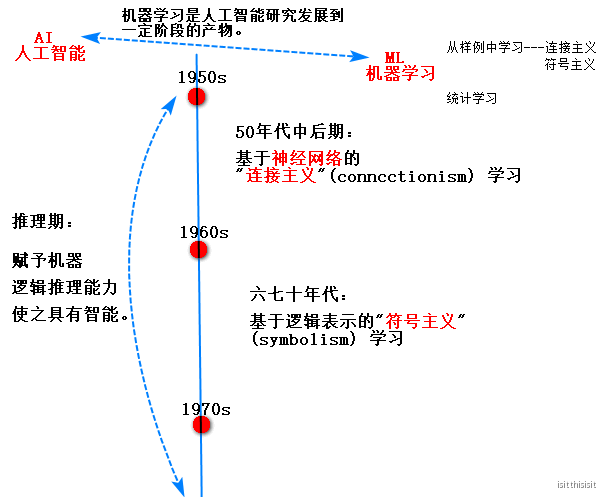 机器学习是人工智能研究发展到
一定阶段的产物。
AI
人工智能
ML
机器学习
从样例中学习---连接主义
符号主义
统计学习
1950s
50年代中后期：
基于神经网络的
"连接主义"(conncctionism) 学习
推理期：
赋予机器
逻辑推理能力
使之具有智能。
1960s
六七十年代：
基于逻辑表示的"符号主义"
(symbolism) 学习
1970s
isitthisisit